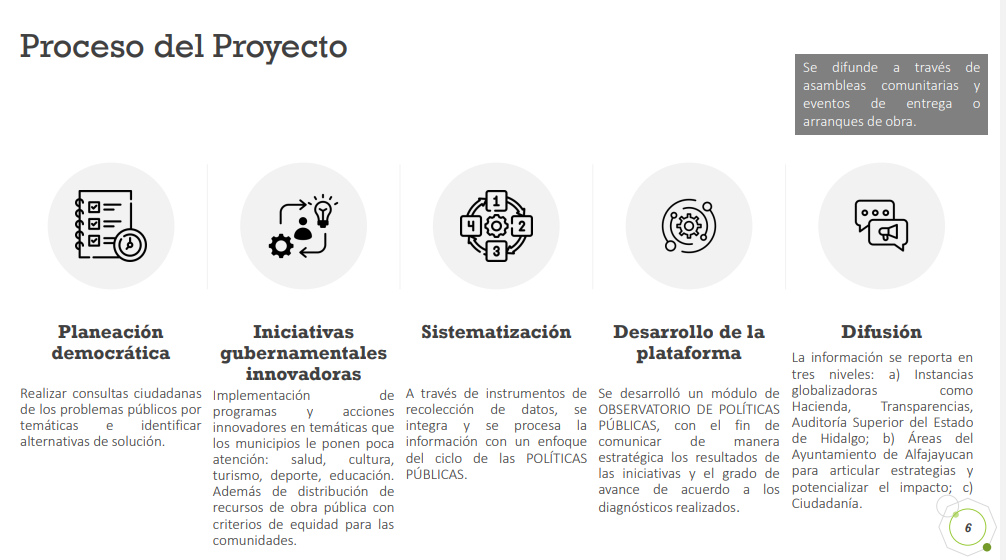 Proceso del Proyecto
Se difunde a través de
asambleas comunitarias y
eventos de entrega o
arranques de obra.
1
2
3
4
Planeación
democrática
Realizar consultas ciudadanas
de los problemas públicos por
temáticas e identificar
alternativas de solución.
Iniciativas
gubernamentales
innovadoras
Implementación de
programas y acciones
innovadores en temáticas que
los municipios le ponen poca
atención: salud, cultura,
turismo, deporte, educación.
Además de distribución de
recursos de obra pública con
criterios de equidad para las
comunidades.
Sistematización
A través de instrumentos de
recolección de datos, se
integra y se procesa la
información con un enfoque
del ciclo de las POLÍTICAS
PÚBLICAS.
Desarrollo de la
plataforma
Se desarrolló un módulo de
OBSERVATORIO DE POLÍTICAS
PÚBLICAS, con el fin de
comunicar de manera
estratégica los resultados de
las iniciativas y el grado de
avance de acuerdo a los
diagnósticos realizados.
Difusión
La información se reporta en
tres niveles: a) Instancias
globalizadoras como
Hacienda, Transparencias,
Auditoría Superior del Estado
de Hidalgo; b) Áreas del
Ayuntamiento de Alfajayucan
para articular estrategias y
potencializar el impacto; c)
Ciudadanía.
6